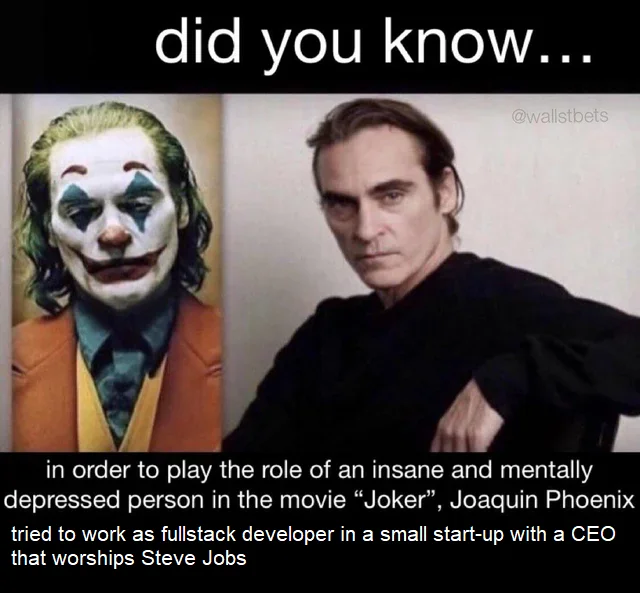 did you know...
@wallstbets
in order to play the role of an insane and mentally
depressed person in the movie “Joker”, Joaquin Phoenix
tried to work as fullstack developer in a small start-up with a CEO
that worships Steve Jobs